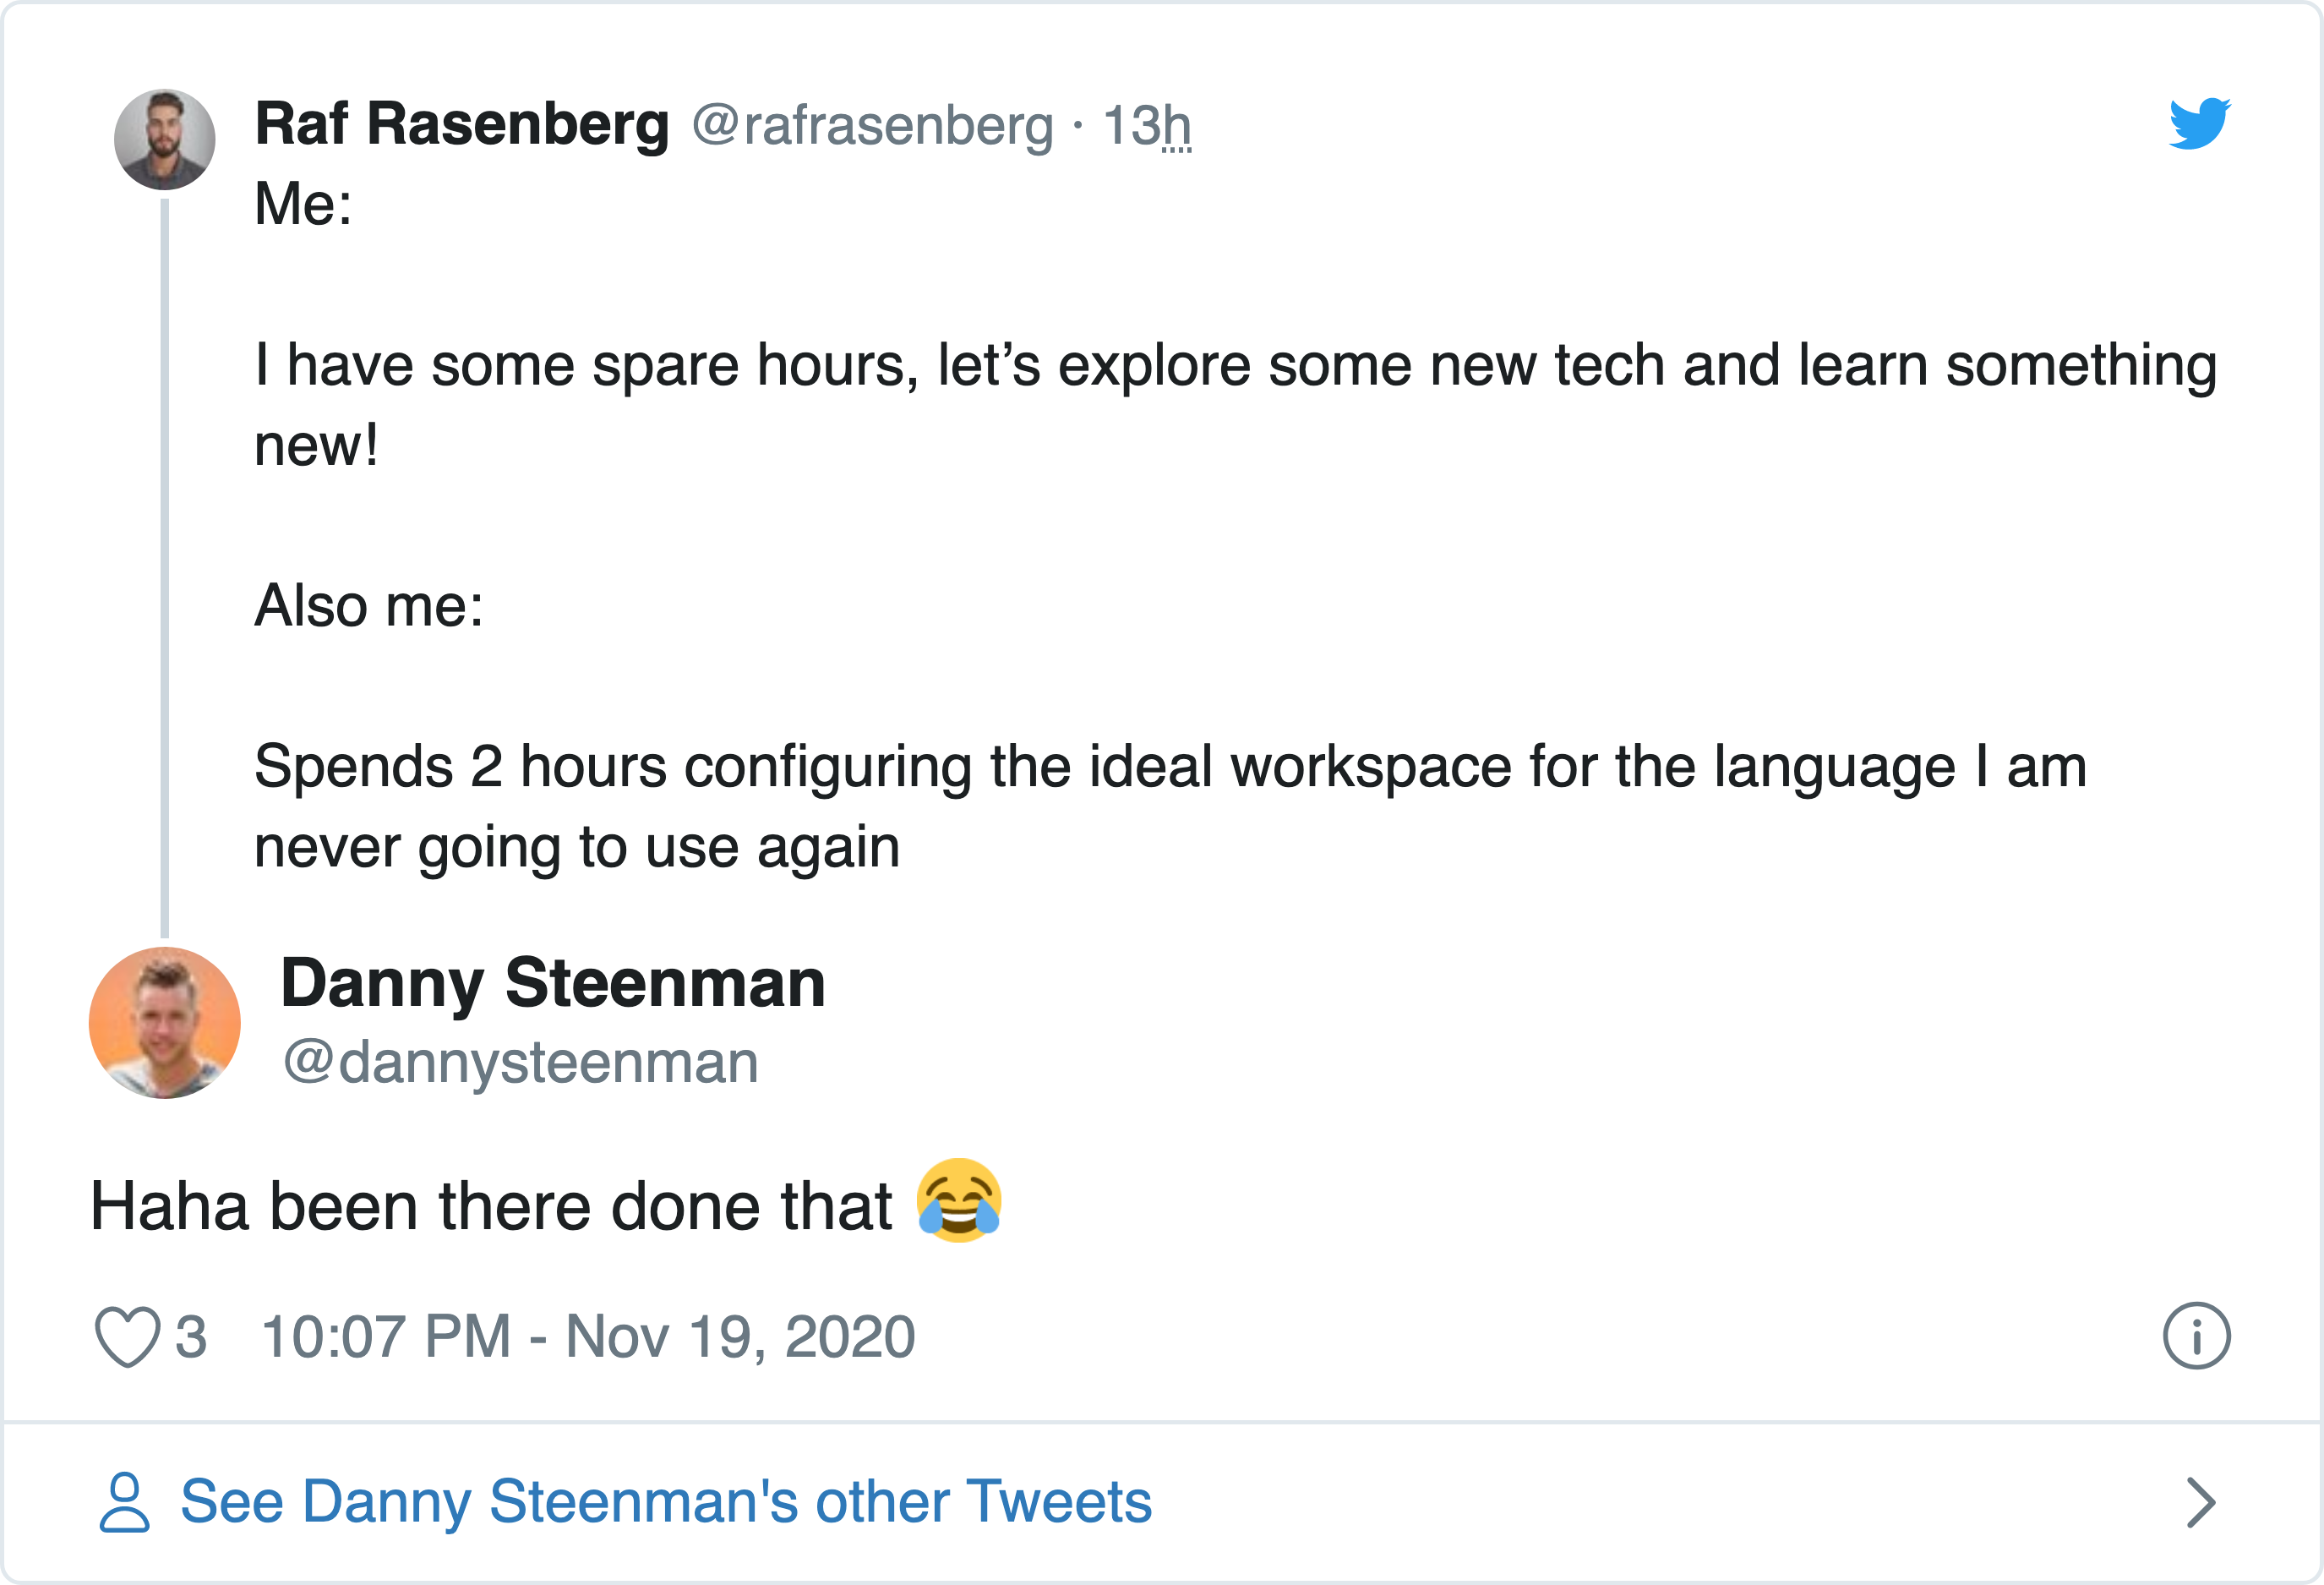 Raf Rasenberg @rafrasenberg · 13h
Me:
I have some spare hours, let’s explore some new tech and learn something
new!
Also me:
Spends 2 hours configuring the ideal workspace for the language I am
never going to use again
Danny Steenman
@dannysteenman
Haha been there done that 😂
3 10:07 PM - Nov 19, 2020
See Danny Steenman's other Tweets